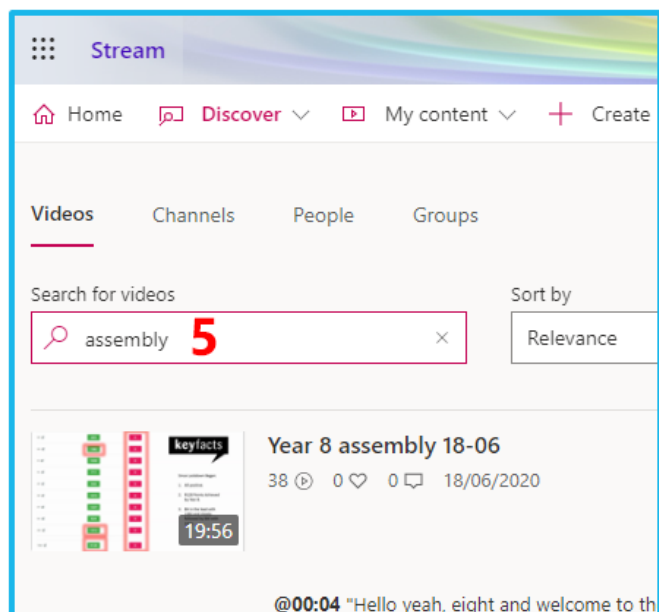 Stream
Home Discover My content Create
Videos Channels People Groups
Search for videos Sort by
assembly 5 Relevance
keyfacts
19:56
Year 8 assembly 18-06
38 0 0 18/06/2020
@00:04 "Hello yeah, eight and welcome to th